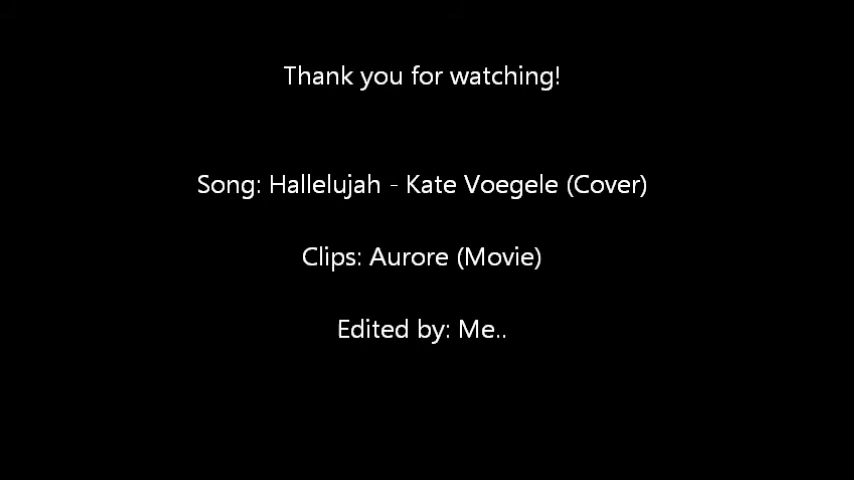 Thank you for watching!
Song: Hallelujah - Kate Voegele (Cover)
Clips: Aurore (Movie)
Edited by: Me..